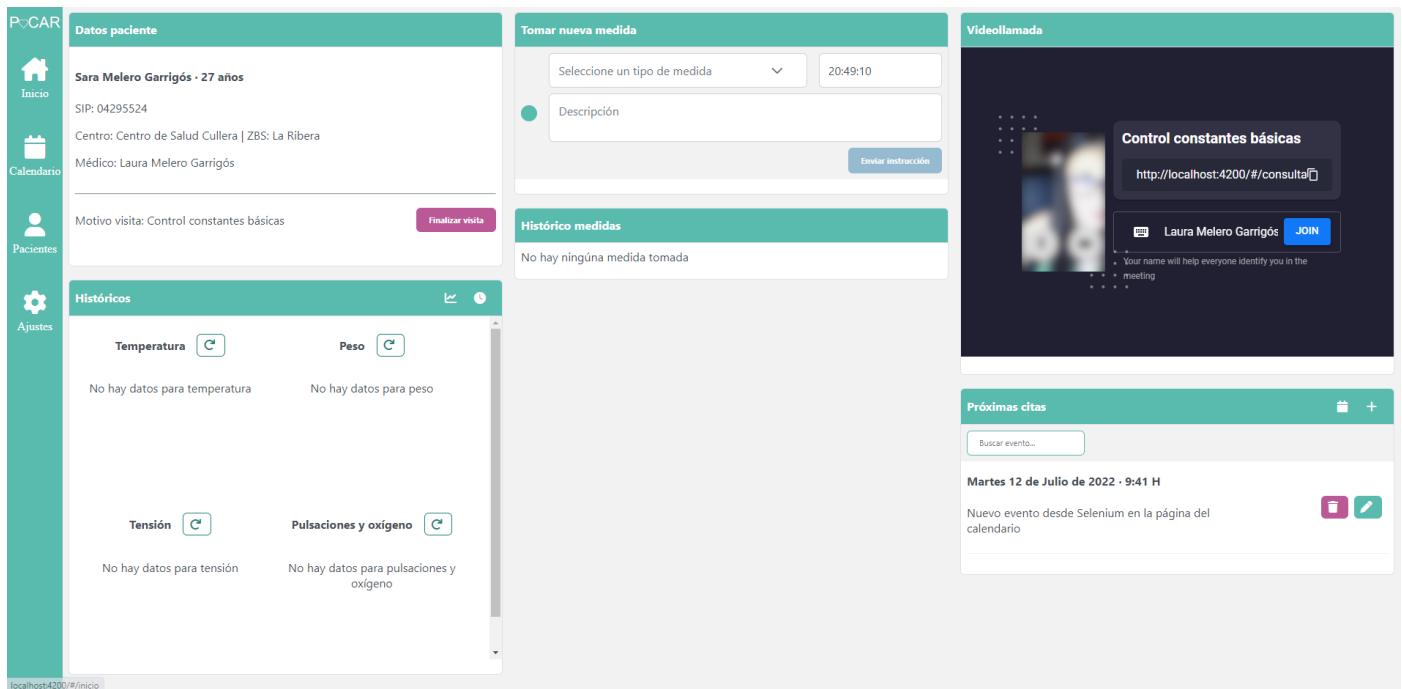 P♡CAR
Inicio
Calendario
Pacientes
Ajustes
Datos paciente
Sara Melero Garrigós · 27 años
SIP: 04295524
Centro: Centro de Salud Cullera | ZBS: La Ribera
Médico: Laura Melero Garrigós
Motivo visita: Control constantes básicas
Finalizar visita
Históricos
Temperatura
Peso
No hay datos para temperatura
No hay datos para peso
Tensión
Pulsaciones y oxígeno
No hay datos para tensión
No hay datos para pulsaciones y
oxígeno
Tomar nueva medida
Seleccione un tipo de medida
20:49:10
Descripción
Enviar instrucción
Histórico medidas
No hay ningúna medida tomada
Videollamada
Control constantes básicas
http://localhost:4200/#/consulta
Laura Melero Garrigós
JOIN
Your name will help everyone identify you in the
meeting
Próximas citas
Buscar evento...
Martes 12 de Julio de 2022 · 9:41 H
Nuevo evento desde Selenium en la página del
calendario
localhost:4200/#/inicio